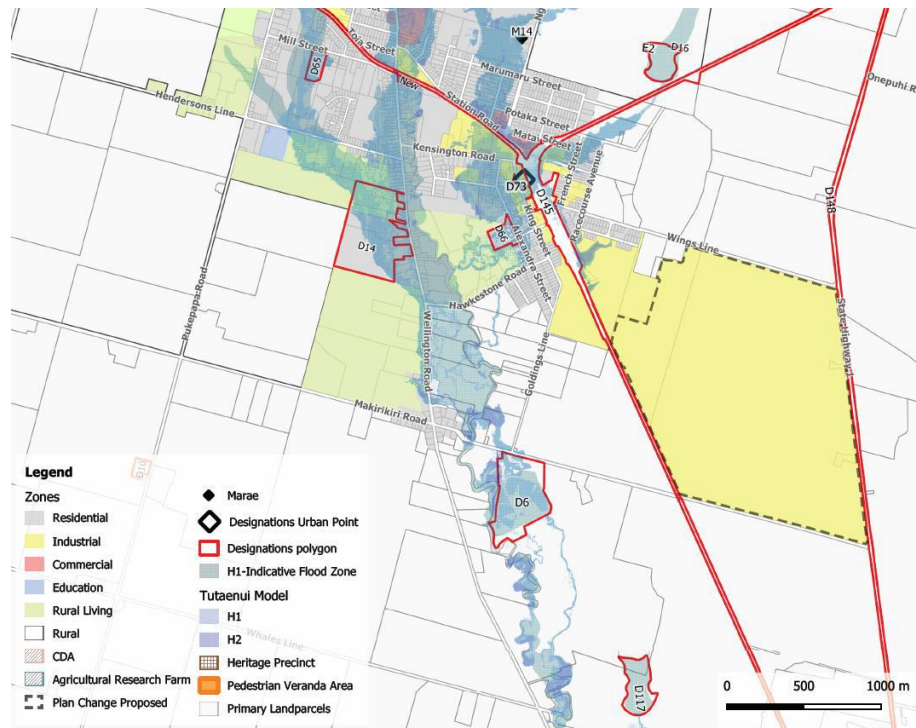 M14
E2
D16
Mill Street
Toia Street
D65
New
Station Road
Marumaru Street
Onepuhi R
Hendersons Line
Potaka Street
Matai Street
Kensington Road
French Street
Racecourse Avenue
D73
D145
D148
King Street
D66
Alexandra Street
Wings Line
D14
Hawkestone Road
Pukepapa Road
Wellington Road
Goldings Line
State Highway 1
Makirikiri Road
D10
D6
Whales Line
D117
Legend
Zones
Residential
Industrial
Commercial
Education
Rural Living
Rural
CDA
Agricultural Research Farm
Plan Change Proposed
Marae
Designations Urban Point
Designations polygon
H1-Indicative Flood Zone
Tutaenui Model
H1
H2
Heritage Precinct
Pedestrian Veranda Area
Primary Landparcels
0 500 1000 m